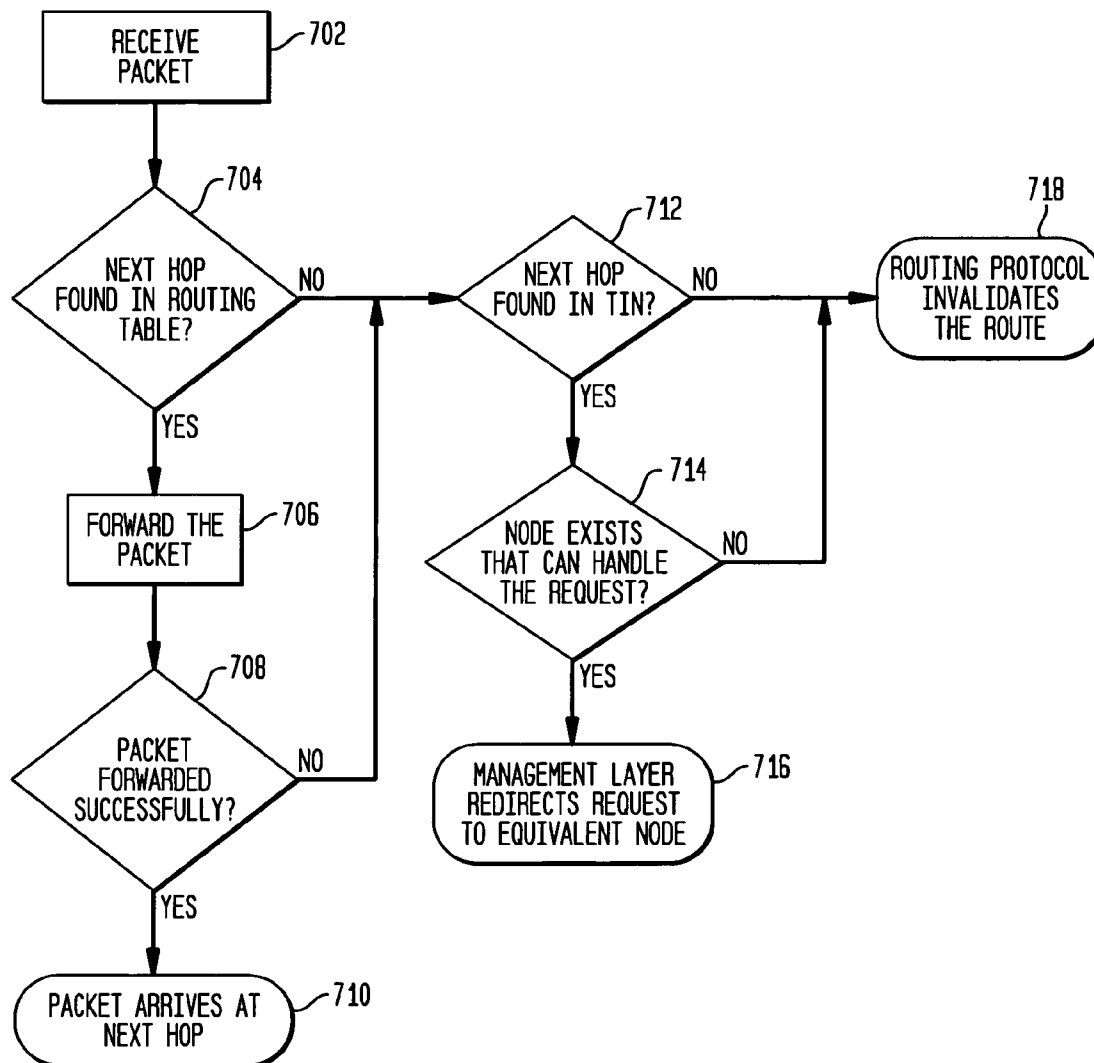 RECEIVE
PACKET
702
704
NEXT HOP
FOUND IN ROUTING
TABLE?
NO
YES
FORWARD THE
PACKET
706
708
PACKET
FORWARDED
SUCCESSFULLY?
NO
YES
PACKET ARRIVES AT
NEXT HOP
710
712
NEXT HOP
FOUND IN TIN?
NO
YES
714
NODE EXISTS
THAT CAN HANDLE
THE REQUEST?
NO
YES
MANAGEMENT LAYER
REDIRECTS REQUEST
TO EQUIVALENT NODE
716
718
ROUTING PROTOCOL
INVALIDATES
THE ROUTE